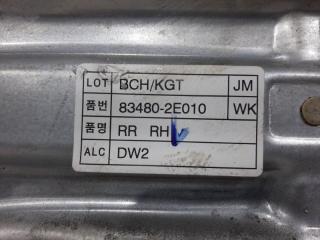 LOT BCH/KGT JM
품번 83480-2E010 WK
품명 RR RH
ALC DW2